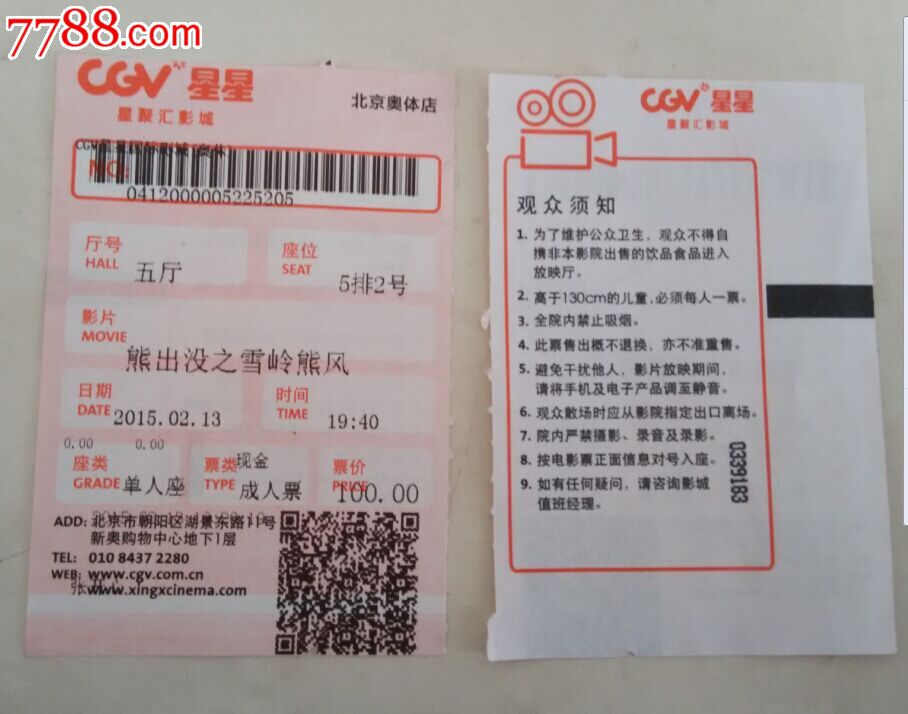 7788.com
CGV 星星
星聚汇影城
北京奥体店
NO:
0412000005225205
厅号
HALL
五厅
座位
SEAT
5排2号
影片
MOVIE
熊出没之雪岭熊风
日期
DATE
2015.02.13
时间
TIME
19:40
0.00 0.00
座类
GRADE
单人座
票类
TYPE
现金
成人票
票价
PRICE
100.00
ADD: 北京市朝阳区湖景东路11号
新奥购物中心地下1层
TEL: 010 8437 2280
WEB: www.cgv.com.cn
www.xingxcinema.com
CGV 星星
星聚汇影城
观众须知
1. 为了维护公众卫生，观众不得自
携非本影院出售的饮品食品进入
放映厅。
2. 高于130cm的儿童,必须每人一票。
3. 全院内禁止吸烟。
4. 此票售出概不退换，亦不准重售。
5. 避免干扰他人，影片放映期间，
请将手机及电子产品调至静音。
6. 观众散场时应从影院指定出口离场。
7. 院内严禁摄影、录音及录影。
8. 按电影票正面信息对号入座。
9. 如有任何疑问，请咨询影城
值班经理。
0339183